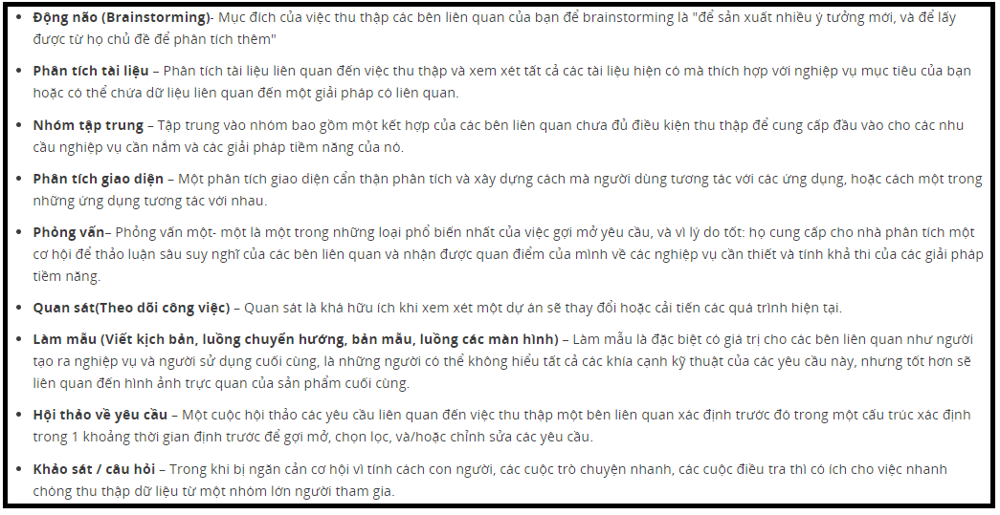 • Động não (Brainstorming)- Mục đích của việc thu thập các bên liên quan của bạn để brainstorming là "để sản xuất nhiều ý tưởng mới, và để lấy
được từ họ chủ đề để phân tích thêm"
• Phân tích tài liệu – Phân tích tài liệu liên quan đến việc thu thập và xem xét tất cả các tài liệu hiện có mà thích hợp với nghiệp vụ mục tiêu của bạn
hoặc có thể chứa dữ liệu liên quan đến một giải pháp có liên quan.
• Nhóm tập trung – Tập trung vào nhóm bao gồm một kết hợp của các bên liên quan chưa đủ điều kiện thu thập để cung cấp đầu vào cho các nhu
cầu nghiệp vụ cần nắm và các giải pháp tiềm năng của nó.
• Phân tích giao diện – Một phân tích giao diện cẩn thận phân tích và xây dựng cách mà người dùng tương tác với các ứng dụng, hoặc cách một trong
những ứng dụng tương tác với nhau.
• Phỏng vấn– Phỏng vấn một- một là một trong những loại phổ biến nhất của việc gợi mở yêu cầu, và vì lý do tốt: họ cung cấp cho nhà phân tích một
cơ hội để thảo luận sâu suy nghĩ của các bên liên quan và nhận được quan điểm của mình về các nghiệp vụ cần thiết và tính khả thi của các giải pháp
tiềm năng.
• Quan sát(Theo dõi công việc) – Quan sát là khá hữu ích khi xem xét một dự án sẽ thay đổi hoặc cải tiến các quá trình hiện tại.
• Làm mẫu (Viết kịch bản, luồng chuyển hướng, bản mẫu, luồng các màn hình) – Làm mẫu là đặc biệt có giá trị cho các bên liên quan như người
tạo ra nghiệp vụ và người sử dụng cuối cùng, là những người có thể không hiểu tất cả các khía cạnh kỹ thuật của các yêu cầu này, nhưng tốt hơn sẽ
liên quan đến hình ảnh trực quan của sản phẩm cuối cùng.
• Hội thảo về yêu cầu – Một cuộc hội thảo các yêu cầu liên quan đến việc thu thập một bên liên quan xác định trước đó trong một cấu trúc xác định
trong 1 khoảng thời gian định trước để gợi mở, chọn lọc, và/hoặc chỉnh sửa các yêu cầu.
• Khảo sát / câu hỏi – Trong khi bị ngăn cản cơ hội vì tính cách con người, các cuộc trò chuyện nhanh, các cuộc điều tra thì có ích cho việc nhanh
chóng thu thập dữ liệu từ một nhóm lớn người tham gia.